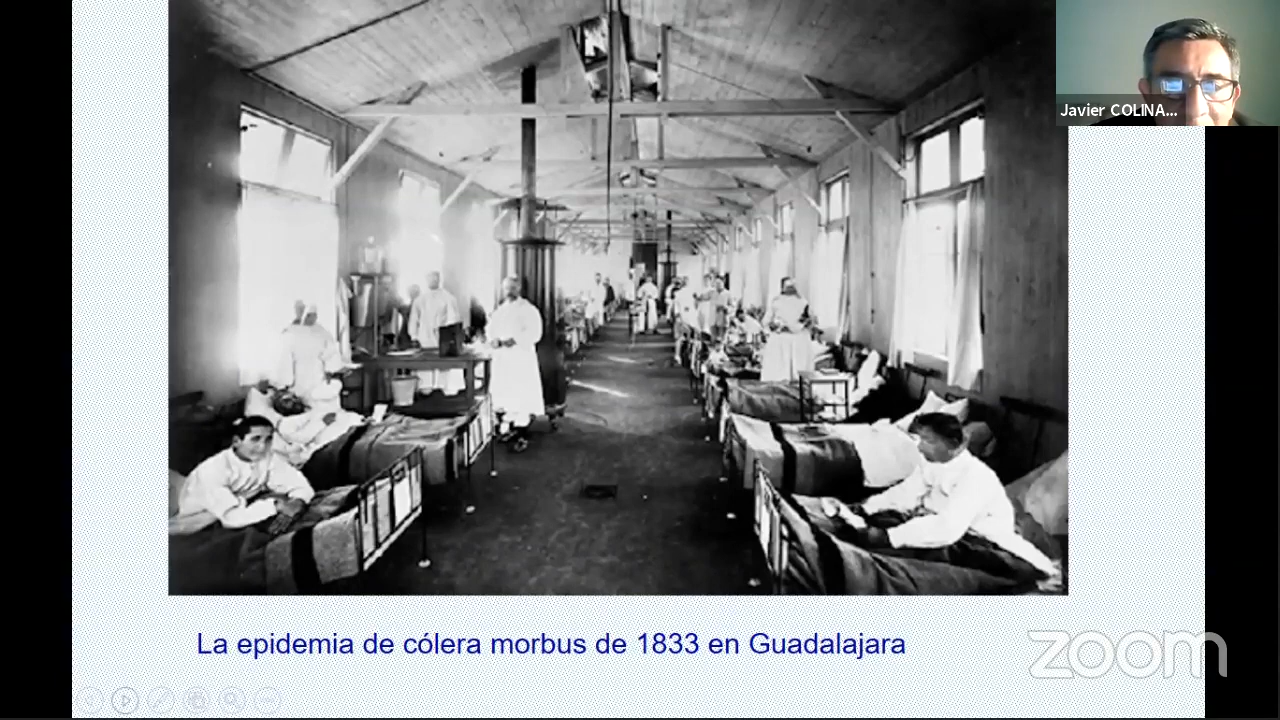 Javier COLINA...
La epidemia de cólera morbus de 1833 en Guadalajara
zoom